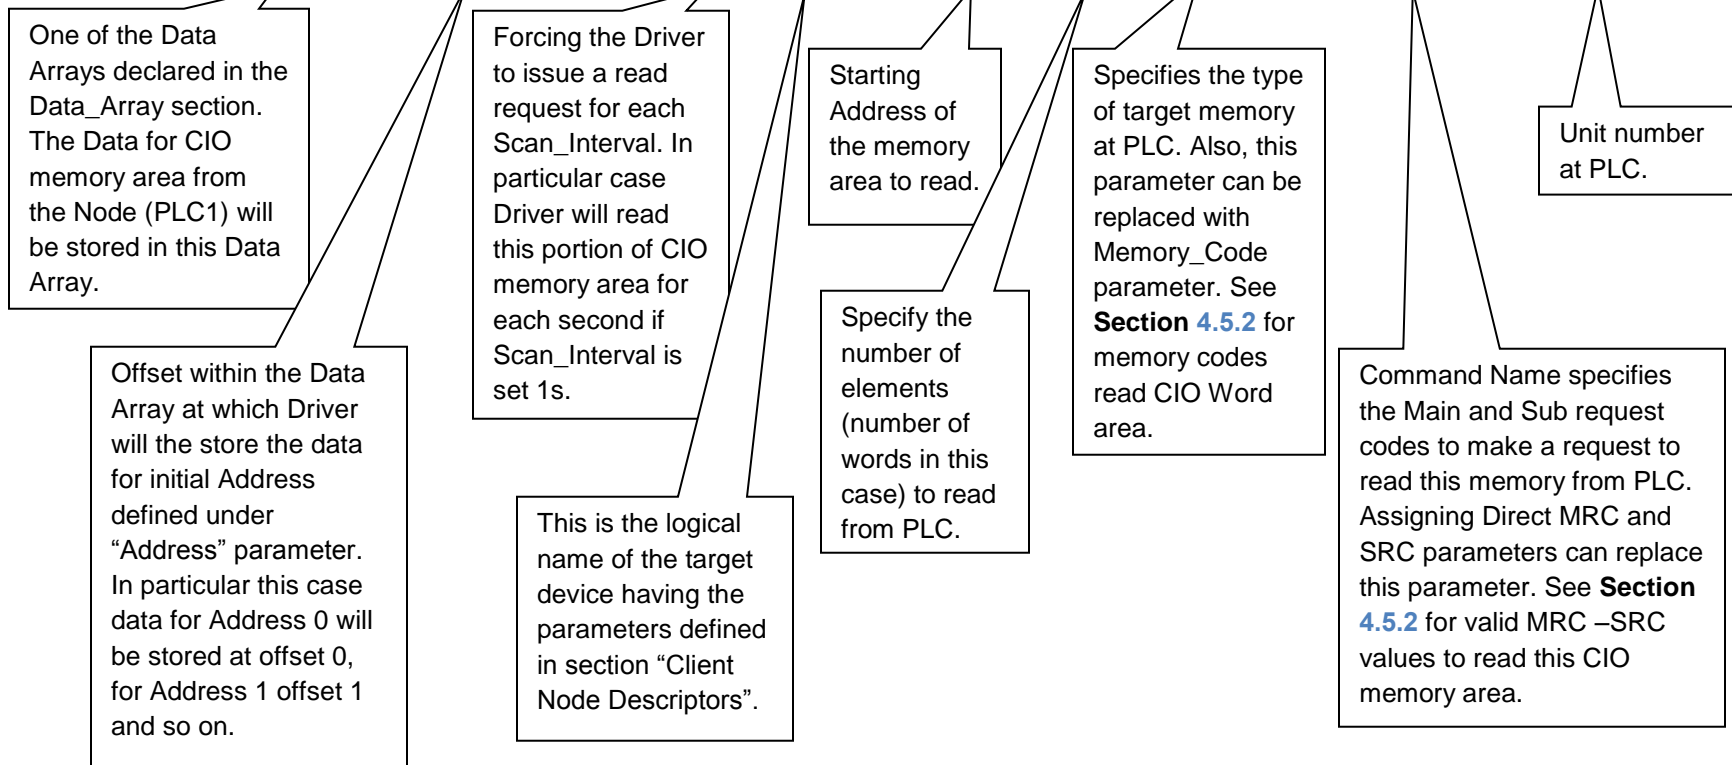 One of the Data
Arrays declared in the
Data_Array section.
The Data for CIO
memory area from
the Node (PLC1) will
be stored in this Data
Array.
Offset within the Data
Array at which Driver
will the store the data
for initial Address
defined under
“Address” parameter.
In particular this case
data for Address 0 will
be stored at offset 0,
for Address 1 offset 1
and so on.
Forcing the Driver
to issue a read
request for each
Scan_Interval. In
particular case
Driver will read
this portion of CIO
memory area for
each second if
Scan_Interval is
set 1s.
This is the logical
name of the target
device having the
parameters defined
in section “Client
Node Descriptors”.
Starting
Address of
the memory
area to read.
Specify the
number of
elements
(number of
words in this
case) to read
from PLC.
Specifies the type
of target memory
at PLC. Also, this
parameter can be
replaced with
Memory_Code
parameter. See
Section 4.5.2 for
memory codes
read CIO Word
area.
Command Name specifies
the Main and Sub request
codes to make a request to
read this memory from PLC.
Assigning Direct MRC and
SRC parameters can replace
this parameter. See Section
4.5.2 for valid MRC –SRC
values to read this CIO
memory area.
Unit number
at PLC.